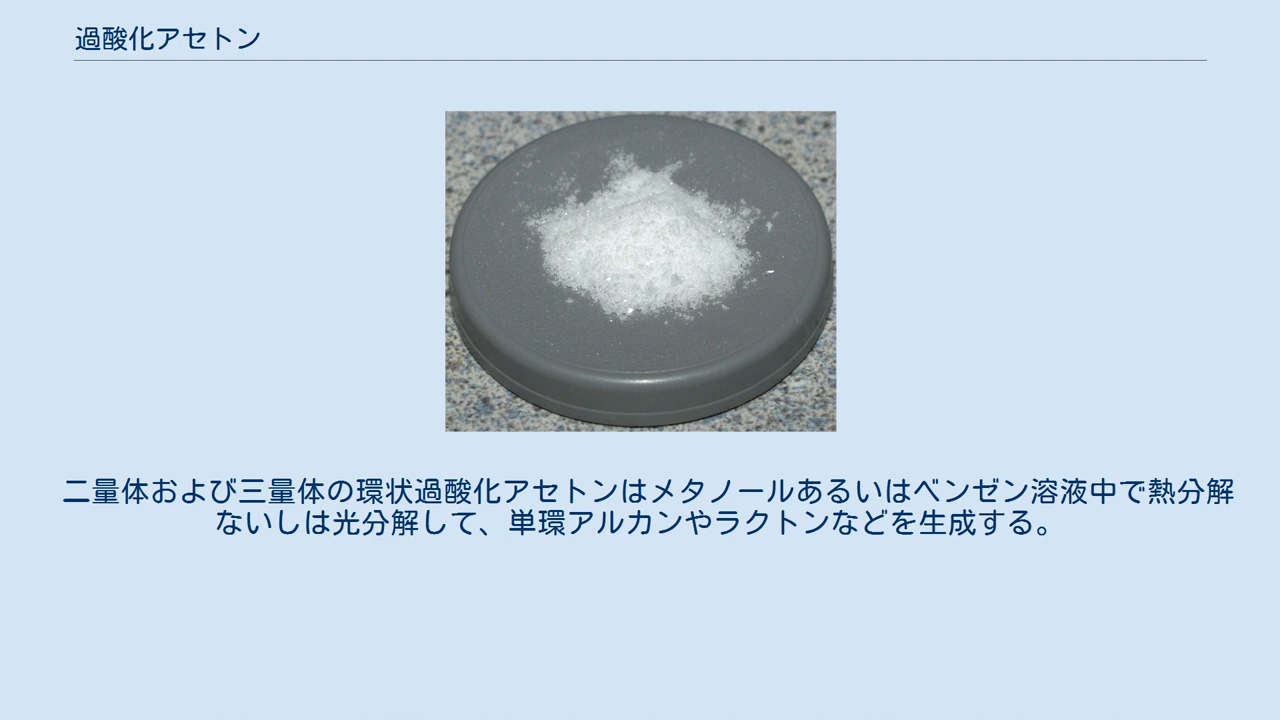 過酸化アセトン
二量体および三量体の環状過酸化アセトンはメタノールあるいはベンゼン溶液中で熱分解
ないしは光分解して、単環アルカンやラクトンなどを生成する。